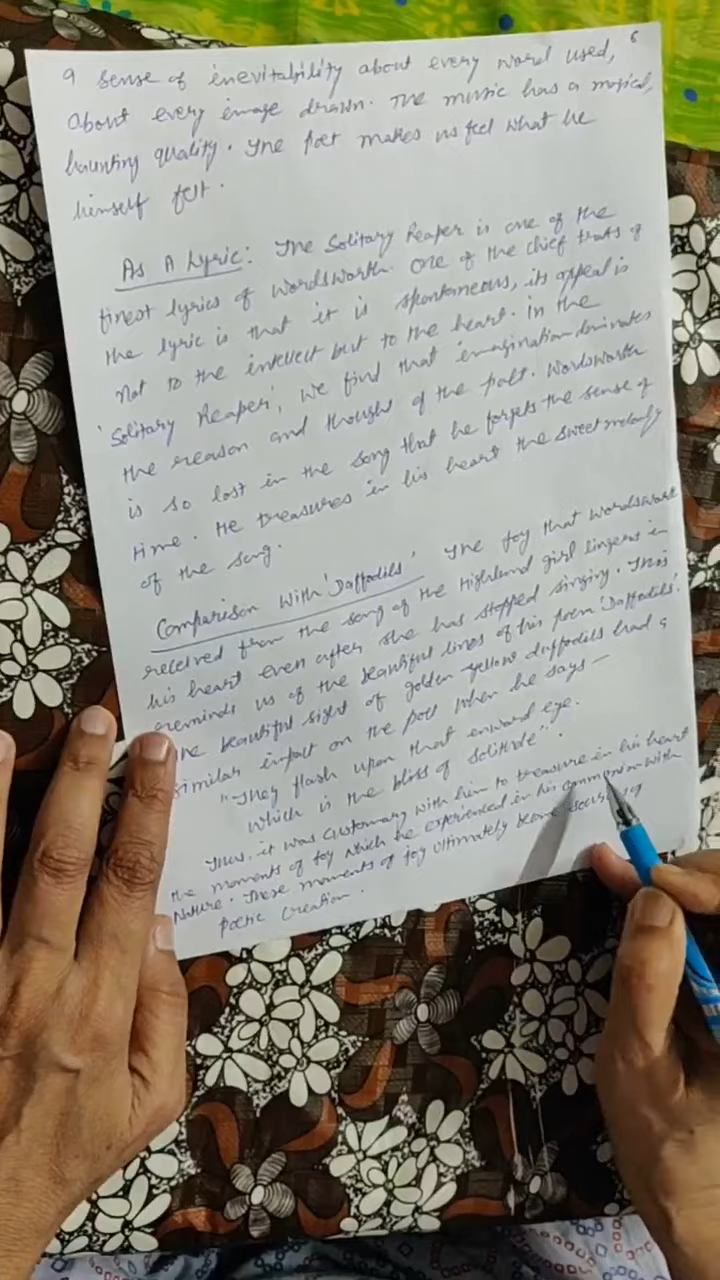 6
a sense of inevitability about every word used,
about every image drawn. The music has a magical,
haunting quality. The poet makes us feel what he
himself felt.
As A Lyric: The Solitary Reaper is one of the
finest lyrics of Wordsworth. One of the chief traits of
the lyric is that it is spontaneous, its appeal is
not to the intellect but to the heart. In the
'Solitary Reaper', we find that imagination dominates
the reason and thought of the poet. Wordsworth
is so lost in the song that he forgets the sense of
time. He treasures in his heart the sweet melody
of the song.
Comparison With 'Daffodils' The joy that Wordsworth
received from the song of the Highland girl lingers in
his heart even after she has stopped singing. This
reminds us of the beautiful lines of his poem 'Daffodils'.
The beautiful sight of golden yellow daffodils had a
similar impact on the poet when he says —
"They flash upon that inward eye.
Which is the bliss of solitude".
Thus, it was customary with him to treasure in his heart
the moments of joy which he experienced in his communion with
Nature. These moments of joy ultimately become of
Poetic Creation.